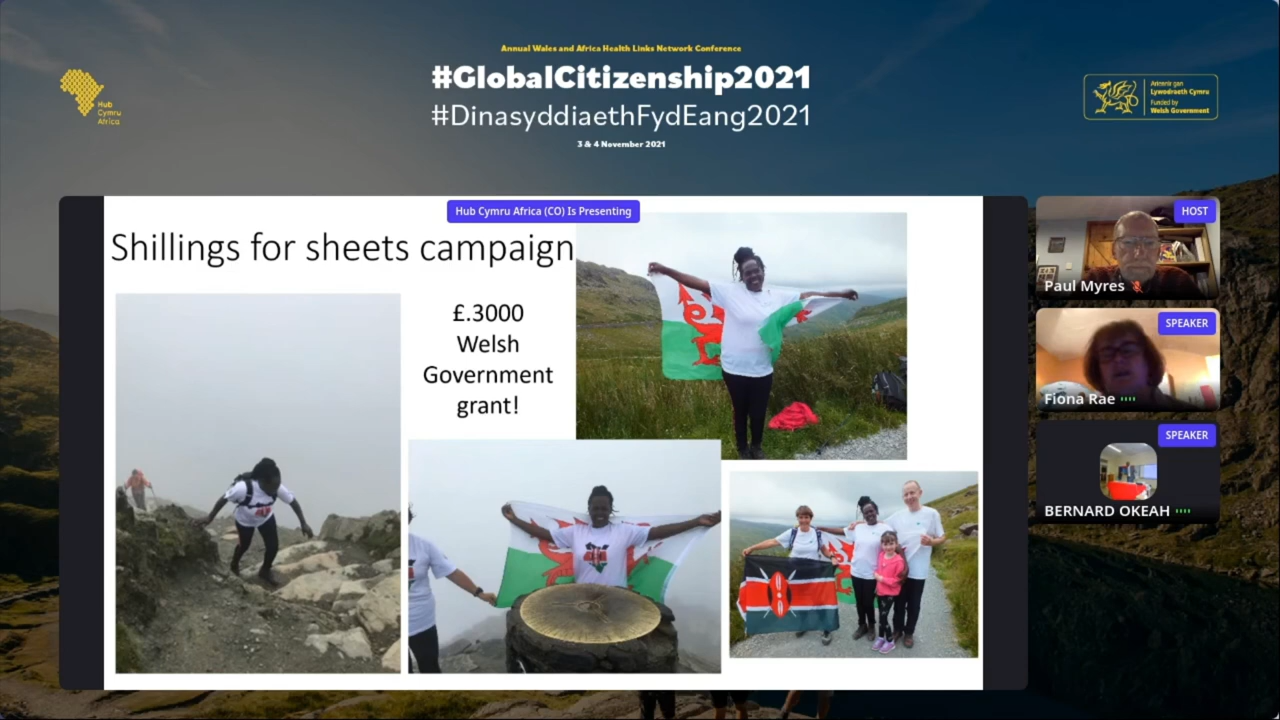 Annual Wales and Africa Health Links Network Conference
#GlobalCitizenship2021
#DinasyddiaethFydEang2021
3 & 4 November 2021
Hub
Cymru
Africa
Ariennir gan
Lywodraeth Cymru
Funded by
Welsh Government
Hub Cymru Africa (CO) Is Presenting
Shillings for sheets campaign
£.3000
Welsh
Government
grant!
HOST
Paul Myres
SPEAKER
Fiona Rae
SPEAKER
BERNARD OKEAH